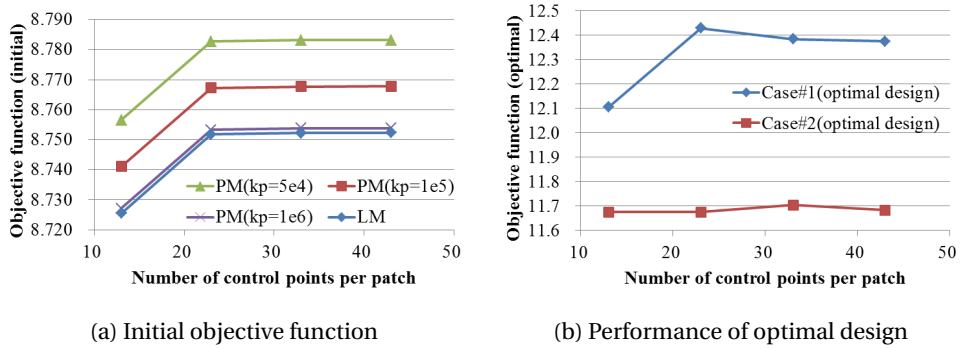 Objective function (initial)
8.790
8.780
8.770
8.760
8.750
8.740
8.730
8.720
PM(kp=5e4)
PM(kp=1e5)
PM(kp=1e6)
LM
10
20
30
40
50
Number of control points per patch
(a) Initial objective function
Objective function (optimal)
12.5
12.4
12.3
12.2
12.1
12.0
11.9
11.8
11.7
11.6
Case#1(optimal design)
Case#2(optimal design)
10
20
30
40
50
Number of control points per patch
(b) Performance of optimal design